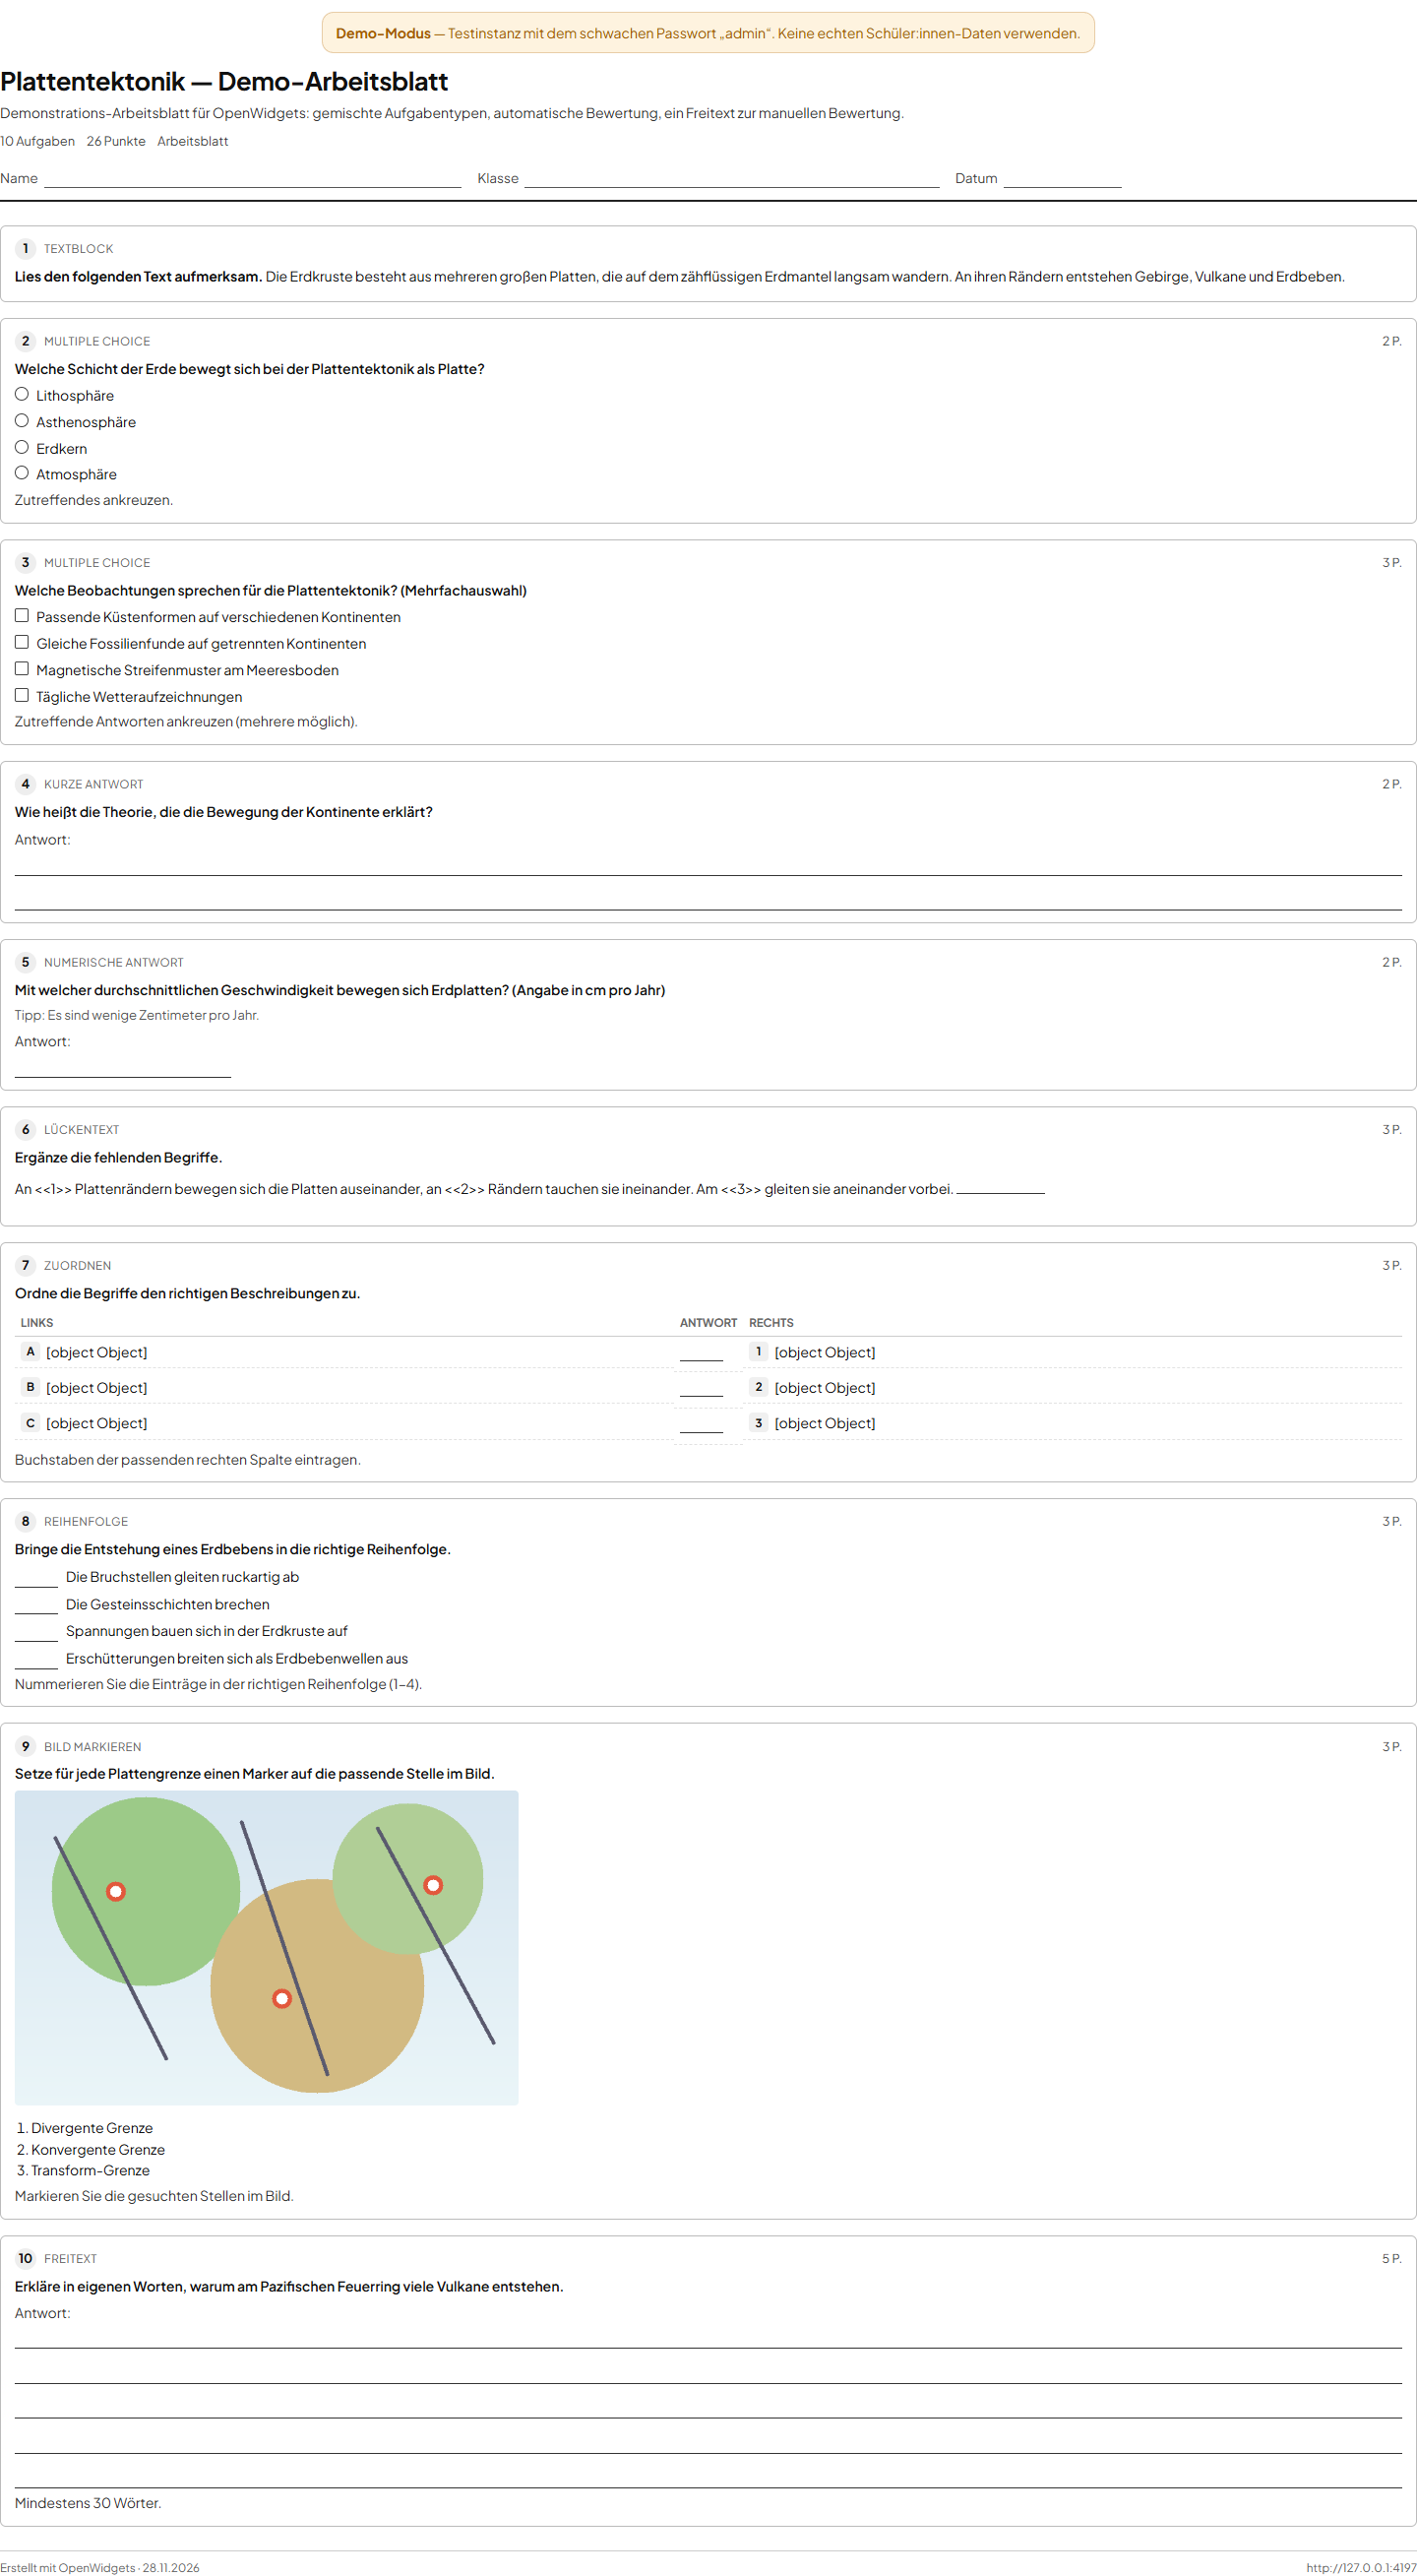 Demo-Modus — Testinstanz mit dem schwachen Passwort „admin“. Keine echten Schüler:innen-Daten verwenden.
Plattentektonik — Demo-Arbeitsblatt
Demonstrations-Arbeitsblatt für OpenWidgets: gemischte Aufgabentypen, automatische Bewertung, ein Freitext zur manuellen Bewertung.
10 Aufgaben 26 Punkte Arbeitsblatt
Name Klasse Datum
1 TEXTBLOCK
Lies den folgenden Text aufmerksam. Die Erdkruste besteht aus mehreren großen Platten, die auf dem zähflüssigen Erdmantel langsam wandern. An ihren Rändern entstehen Gebirge, Vulkane und Erdbeben.
2 MULTIPLE CHOICE 2 P.
Welche Schicht der Erde bewegt sich bei der Plattentektonik als Platte?
Lithosphäre
Asthenosphäre
Erdkern
Atmosphäre
Zutreffendes ankreuzen.
3 MULTIPLE CHOICE 3 P.
Welche Beobachtungen sprechen für die Plattentektonik? (Mehrfachauswahl)
Passende Küstenformen auf verschiedenen Kontinenten
Gleiche Fossilienfunde auf getrennten Kontinenten
Magnetische Streifenmuster am Meeresboden
Tägliche Wetteraufzeichnungen
Zutreffende Antworten ankreuzen (mehrere möglich).
4 KURZE ANTWORT 2 P.
Wie heißt die Theorie, die die Bewegung der Kontinente erklärt?
Antwort:
5 NUMERISCHE ANTWORT 2 P.
Mit welcher durchschnittlichen Geschwindigkeit bewegen sich Erdplatten? (Angabe in cm pro Jahr)
Tipp: Es sind wenige Zentimeter pro Jahr.
Antwort:
6 LÜCKENTEXT 3 P.
Ergänze die fehlenden Begriffe.
An <<1>> Plattenrändern bewegen sich die Platten auseinander, an <<2>> Rändern tauchen sie ineinander. Am <<3>> gleiten sie aneinander vorbei.
7 ZUORDNEN 3 P.
Ordne die Begriffe den richtigen Beschreibungen zu.
LINKS ANTWORT RECHTS
A [object Object] 1 [object Object]
B [object Object] 2 [object Object]
C [object Object] 3 [object Object]
Buchstaben der passenden rechten Spalte eintragen.
8 REIHENFOLGE 3 P.
Bringe die Entstehung eines Erdbebens in die richtige Reihenfolge.
Die Bruchstellen gleiten ruckartig ab
Die Gesteinsschichten brechen
Spannungen bauen sich in der Erdkruste auf
Erschütterungen breiten sich als Erdbebenwellen aus
Nummerieren Sie die Einträge in der richtigen Reihenfolge (1–4).
9 BILD MARKIEREN 3 P.
Setze für jede Plattengrenze einen Marker auf die passende Stelle im Bild.
1. Divergente Grenze
2. Konvergente Grenze
3. Transform-Grenze
Markieren Sie die gesuchten Stellen im Bild.
10 FREITEXT 5 P.
Erkläre in eigenen Worten, warum am Pazifischen Feuerring viele Vulkane entstehen.
Antwort:
Mindestens 30 Wörter.
Erstellt mit OpenWidgets · 28.11.2026 http://127.0.0.1:4197